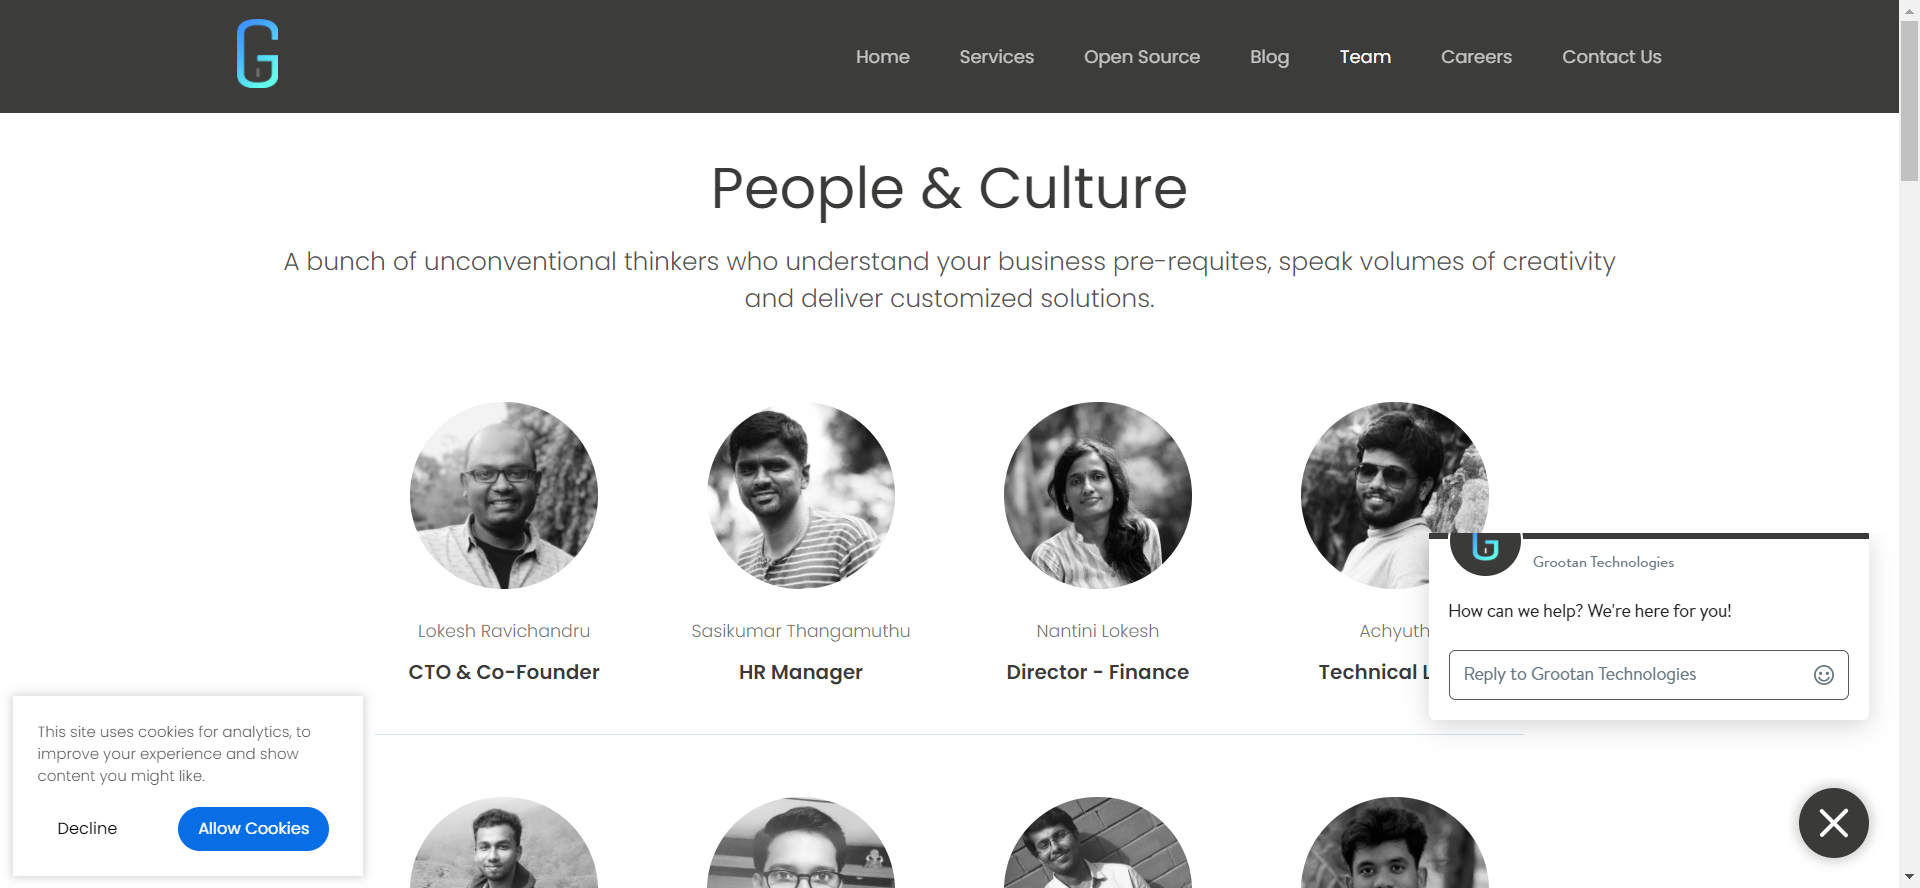 G
Home Services Open Source Blog Team Careers Contact Us
People & Culture
A bunch of unconventional thinkers who understand your business pre-requites, speak volumes of creativity
and deliver customized solutions.
Lokesh Ravichandru
CTO & Co-Founder
Sasikumar Thangamuthu
HR Manager
Nantini Lokesh
Director - Finance
Achyuth
Technical
G
Grootan Technologies
How can we help? We're here for you!
Reply to Grootan Technologies
This site uses cookies for analytics, to
improve your experience and show
content you might like.
Decline
Allow Cookies